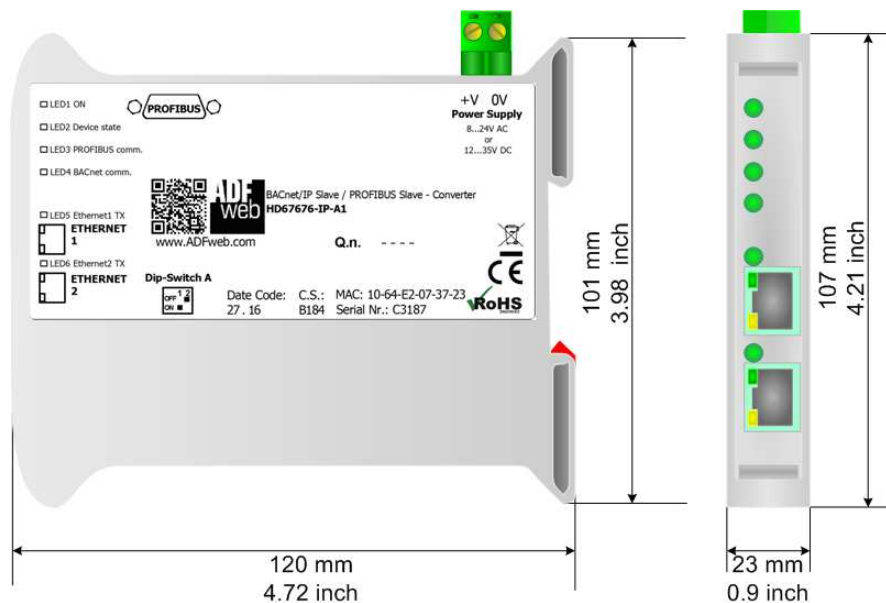 LED1 ON
PROFIBUS
LED2 Device state
LED3 PROFIBUS comm.
LED4 BACnet comm.
+V 0V
Power Supply
8...24V AC
or
12...35V DC
ADF
web
BACnet/IP Slave / PROFIBUS Slave - Converter
HD67676-IP-A1
www.ADFweb.com
Q.n. - - - -
LED5 Ethernet1 TX
ETHERNET
1
LED6 Ethernet2 TX
ETHERNET
2
Dip-Switch A
1 2
OFF
ON
Date Code: C.S.: MAC: 10-64-E2-07-37-23
27 . 16 B184 Serial Nr.: C3187
CE
RoHS
101 mm
3.98 inch
107 mm
4.21 inch
120 mm
4.72 inch
23 mm
0.9 inch